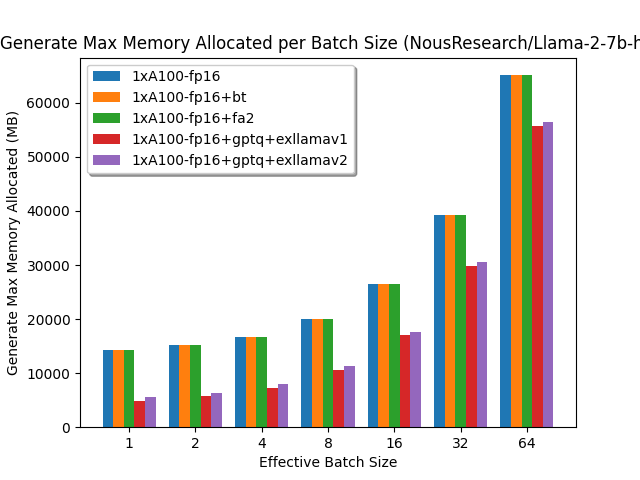 Generate Max Memory Allocated per Batch Size (NousResearch/Llama-2-7b-h
1xA100-fp16
1xA100-fp16+bt
1xA100-fp16+fa2
1xA100-fp16+gptq+exllamav1
1xA100-fp16+gptq+exllamav2
Generate Max Memory Allocated (MB)
60000
50000
40000
30000
20000
10000
0
1 2 4 8 16 32 64
Effective Batch Size